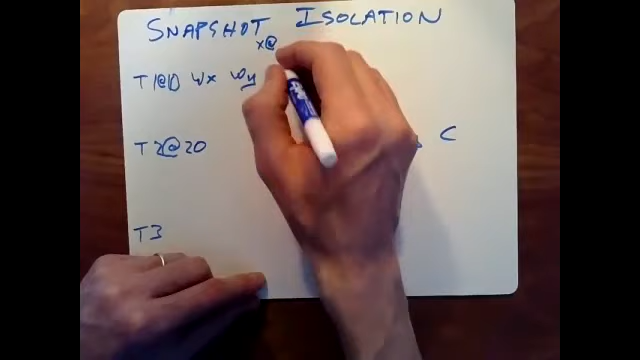 SNAPSHOT ISOLATION
x@
T1@10 Wx Wy
T2@20 C
T3